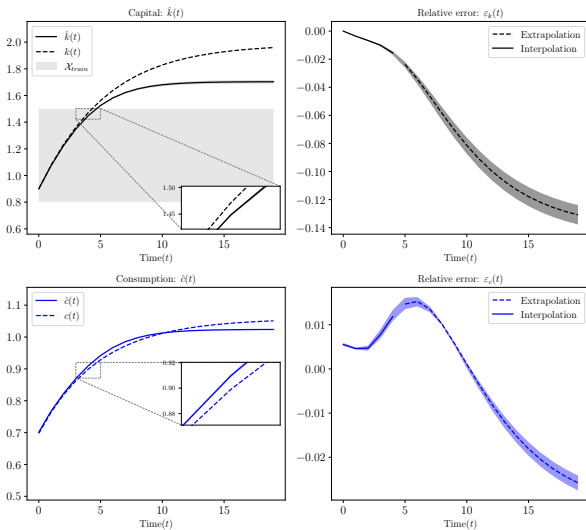 Capital: k̂(t)
k̂(t)
k(t)
𝒳train
2.0
1.8
1.6
1.4
1.2
1.0
0.8
0.6
1.50
1.45
0 5 10 15
Time(t)
Relative error: εk(t)
Extrapolation
Interpolation
0.00
−0.02
−0.04
−0.06
−0.08
−0.10
−0.12
−0.14
0 5 10 15
Time(t)
Consumption: ĉ(t)
ĉ(t)
c(t)
1.1
1.0
0.9
0.8
0.7
0.6
0.5
0.92
0.90
0.88
0 5 10 15
Time(t)
Relative error: εc(t)
Extrapolation
Interpolation
0.01
0.00
−0.01
−0.02
0 5 10 15
Time(t)